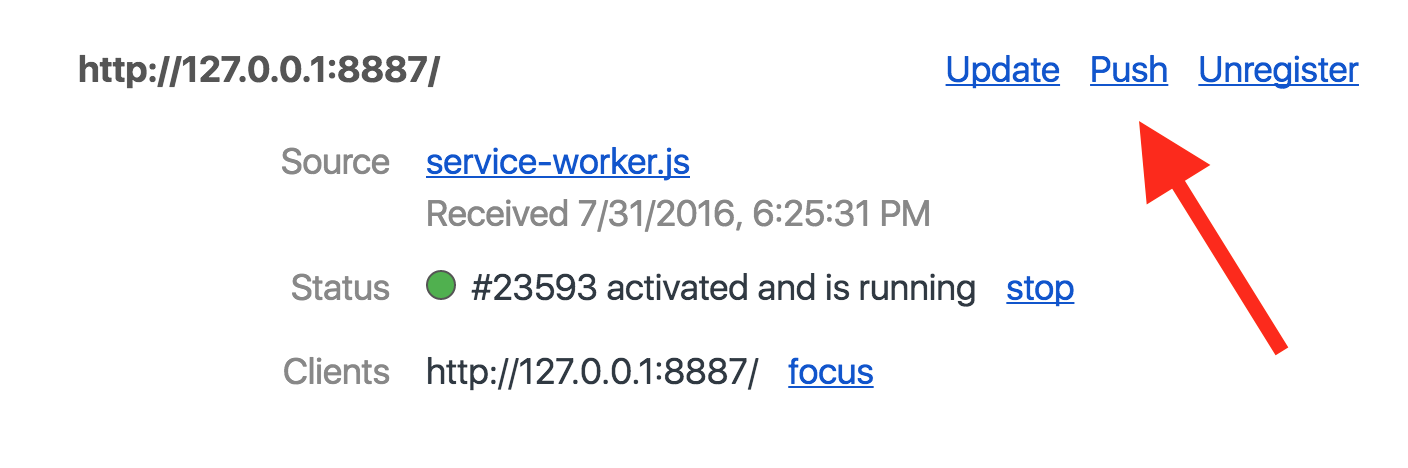 http://127.0.0.1:8887/ Update Push Unregister
Source service-worker.js
Received 7/31/2016, 6:25:31 PM
Status #23593 activated and is running stop
Clients http://127.0.0.1:8887/ focus